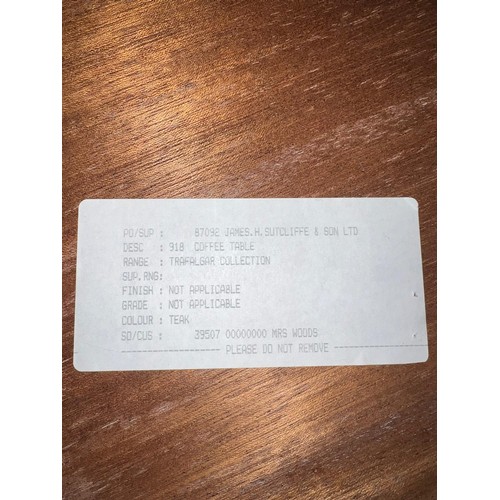 PO/SUP : 87092 JAMES.H.SUTCLIFFE & SON LTD
DESC : 918 COFFEE TABLE
RANGE : TRAFALGAR COLLECTION
SUP.RNG:
FINISH : NOT APPLICABLE
GRADE : NOT APPLICABLE
COLOUR : TEAK
SO/CUS : 39507 00000000 MRS WOODS
---------------- PLEASE DO NOT REMOVE ----------------